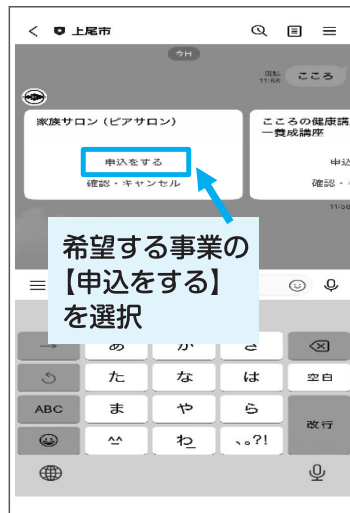 上尾市
今日
既読
11:58
こころ
家族サロン（ピアサロン）
申込をする
確認・キャンセル
こころの健康講
ー養成講座
申込
確認・
11:58
希望する事業の
【申込をする】
を選択
→
あ
か
さ
た
な
は
空白
ABC
ま
や
ら
改行
^^
わ
、。?!